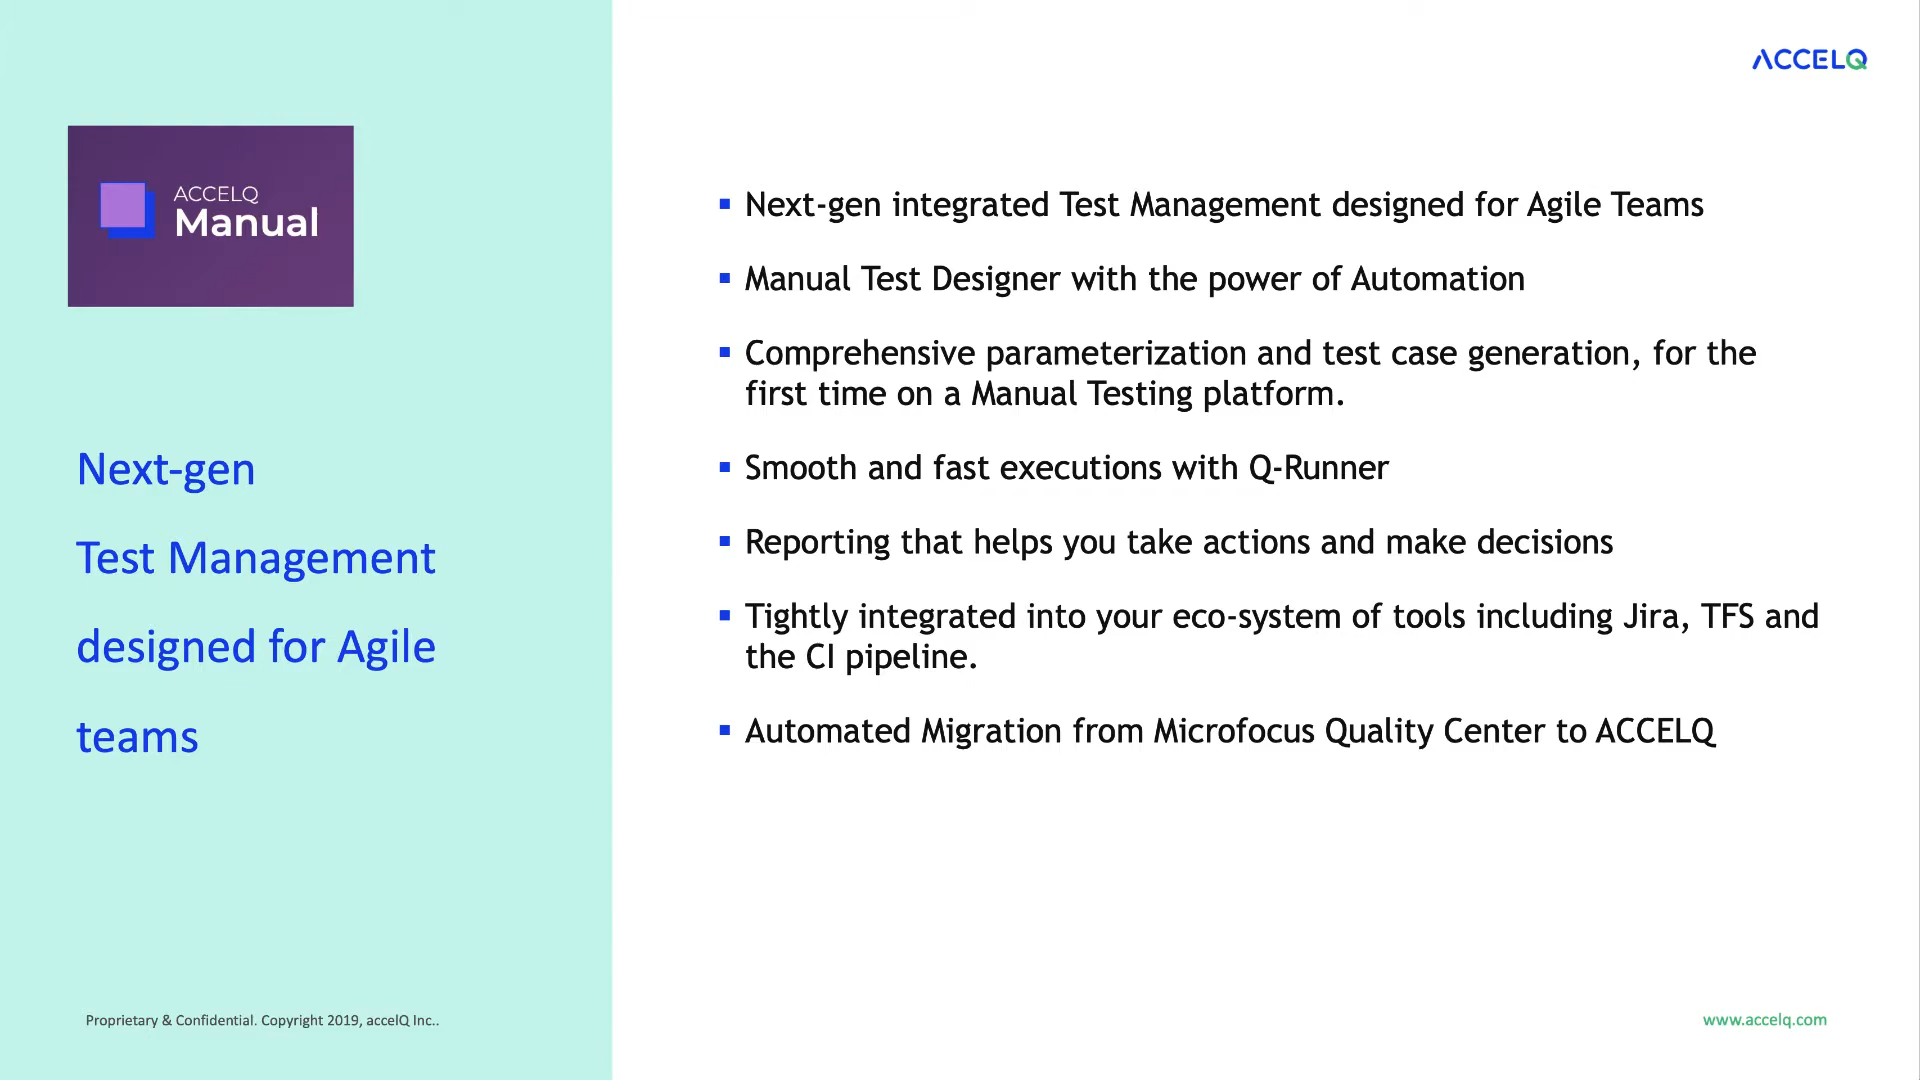 ACCELQ
ACCELQ
Manual
Next-gen
Test Management
designed for Agile
teams
▪ Next-gen integrated Test Management designed for Agile Teams
▪ Manual Test Designer with the power of Automation
▪ Comprehensive parameterization and test case generation, for the
first time on a Manual Testing platform.
▪ Smooth and fast executions with Q-Runner
▪ Reporting that helps you take actions and make decisions
▪ Tightly integrated into your eco-system of tools including Jira, TFS and
the CI pipeline.
▪ Automated Migration from Microfocus Quality Center to ACCELQ
Proprietary & Confidential. Copyright 2019, accelQ Inc..
www.accelq.com